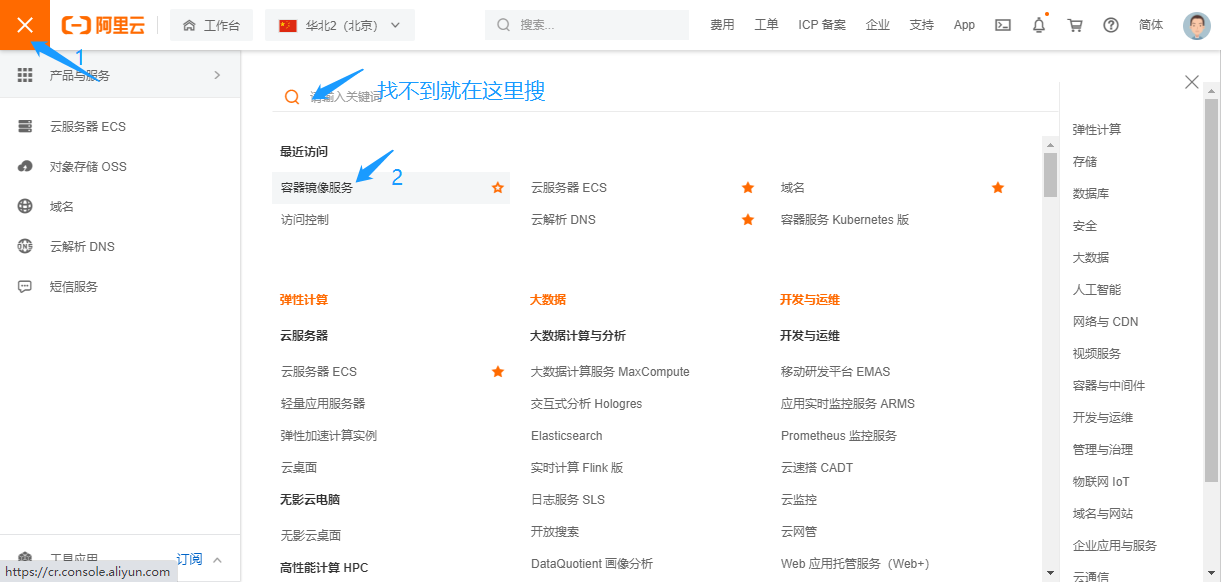 阿里云
工作台
华北2（北京）
搜索...
费用
工单
ICP 备案
企业
支持
App
简体
1
产品与服务
云服务器 ECS
对象存储 OSS
域名
云解析 DNS
短信服务
工具应用
订阅
https://cr.console.aliyun.com
请输入关键词
找不到就在这里搜
最近访问
容器镜像服务
2
云服务器 ECS
域名
访问控制
云解析 DNS
容器服务 Kubernetes 版
弹性计算
云服务器
云服务器 ECS
轻量应用服务器
弹性加速计算实例
云桌面
无影云电脑
无影云桌面
高性能计算 HPC
大数据
大数据计算与分析
大数据计算服务 MaxCompute
交互式分析 Hologres
Elasticsearch
实时计算 Flink 版
日志服务 SLS
开放搜索
DataQuotient 画像分析
开发与运维
开发与运维
移动研发平台 EMAS
应用实时监控服务 ARMS
Prometheus 监控服务
云速搭 CADT
云监控
云网管
Web 应用托管服务（Web+）
弹性计算
存储
数据库
安全
大数据
人工智能
网络与 CDN
视频服务
容器与中间件
开发与运维
管理与治理
物联网 IoT
域名与网站
企业应用与服务
云通信